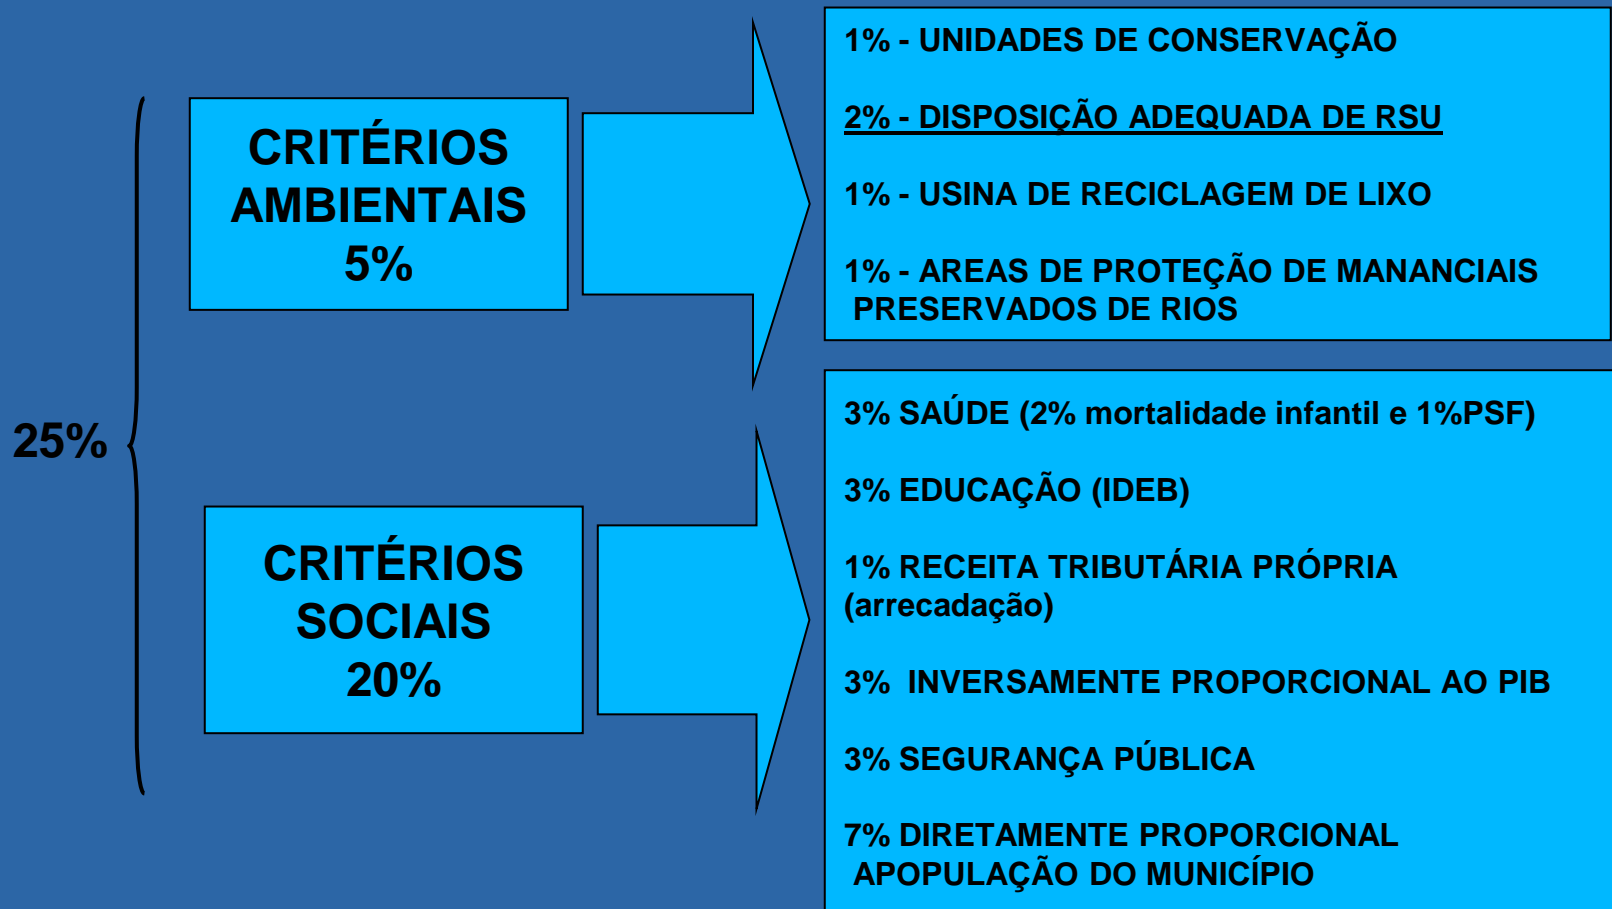 25%
CRITÉRIOS
AMBIENTAIS
5%
1% - UNIDADES DE CONSERVAÇÃO
2% - DISPOSIÇÃO ADEQUADA DE RSU
1% - USINA DE RECICLAGEM DE LIXO
1% - AREAS DE PROTEÇÃO DE MANANCIAIS
PRESERVADOS DE RIOS
CRITÉRIOS
SOCIAIS
20%
3% SAÚDE (2% mortalidade infantil e 1%PSF)
3% EDUCAÇÃO (IDEB)
1% RECEITA TRIBUTÁRIA PRÓPRIA
(arrecadação)
3% INVERSAMENTE PROPORCIONAL AO PIB
3% SEGURANÇA PÚBLICA
7% DIRETAMENTE PROPORCIONAL
APOPULAÇÃO DO MUNICÍPIO